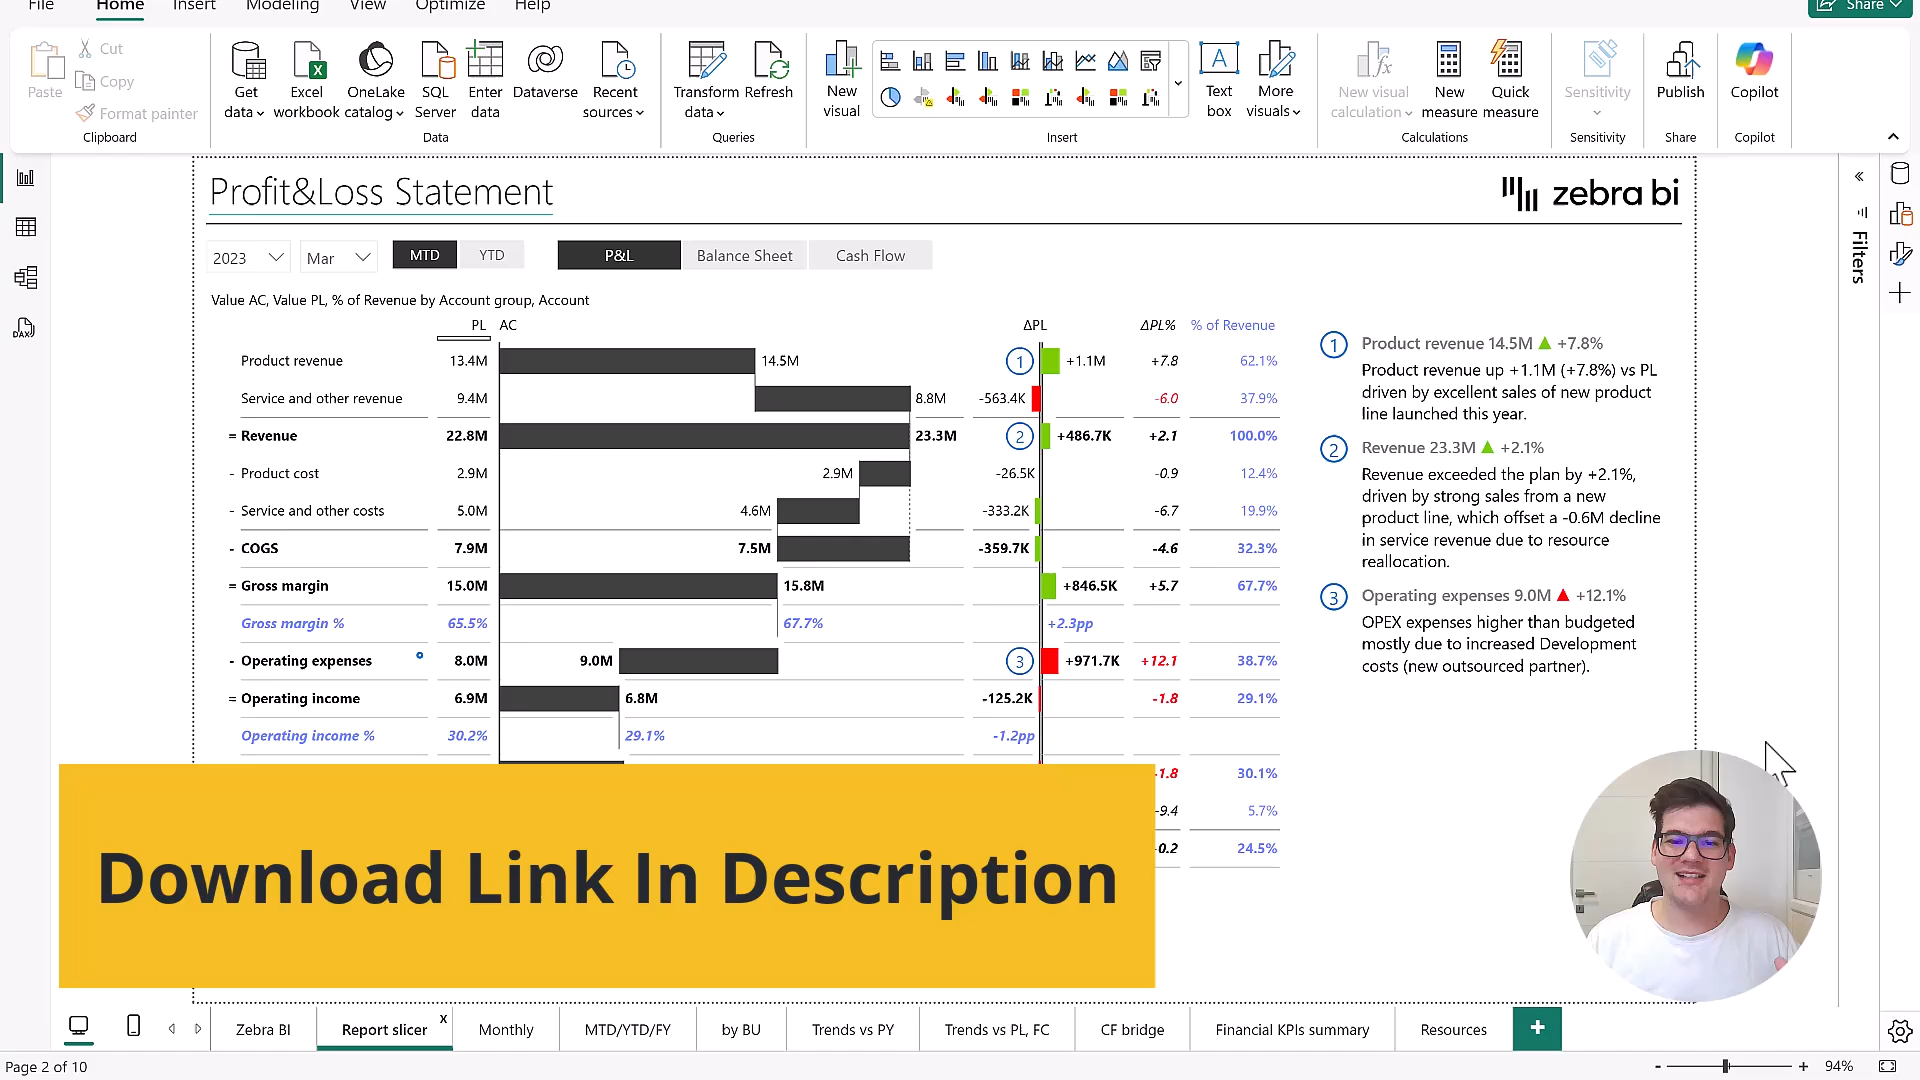 File Home Insert Modeling View Optimize Help Share
Paste Cut Copy Format painter
Clipboard
Get data Excel workbook OneLake catalog SQL Server Enter data Dataverse Recent sources
Data
Transform data Refresh
Queries
New visual
A Text box More visuals
Insert
New visual calculation New measure Quick measure
Calculations
Sensitivity
Sensitivity
Publish
Share
Copilot
Copilot
DAX
Filters
Profit&Loss Statement
zebra bi
2023 Mar MTD YTD P&L Balance Sheet Cash Flow
Value AC, Value PL, % of Revenue by Account group, Account
PL AC ΔPL ΔPL% % of Revenue
Product revenue 13.4M 14.5M 1 +1.1M +7.8 62.1%
Service and other revenue 9.4M 8.8M -563.4K -6.0 37.9%
= Revenue 22.8M 23.3M 2 +486.7K +2.1 100.0%
- Product cost 2.9M 2.9M -26.5K -0.9 12.4%
- Service and other costs 5.0M 4.6M -333.2K -6.7 19.9%
- COGS 7.9M 7.5M -359.7K -4.6 32.3%
= Gross margin 15.0M 15.8M +846.5K +5.7 67.7%
Gross margin % 65.5% 67.7% +2.3pp
- Operating expenses 8.0M 9.0M 3 +971.7K +12.1 38.7%
= Operating income 6.9M 6.8M -125.2K -1.8 29.1%
Operating income % 30.2% 29.1% -1.2pp
-1.8 30.1%
-9.4 5.7%
-0.2 24.5%
1 Product revenue 14.5M ▲ +7.8%
Product revenue up +1.1M (+7.8%) vs PL
driven by excellent sales of new product
line launched this year.
2 Revenue 23.3M ▲ +2.1%
Revenue exceeded the plan by +2.1%,
driven by strong sales from a new
product line, which offset a -0.6M decline
in service revenue due to resource
reallocation.
3 Operating expenses 9.0M ▲ +12.1%
OPEX expenses higher than budgeted
mostly due to increased Development
costs (new outsourced partner).
Download Link In Description
Zebra BI Report slicer x Monthly MTD/YTD/FY by BU Trends vs PY Trends vs PL, FC CF bridge Financial KPIs summary Resources +
Page 2 of 10 - + 94%